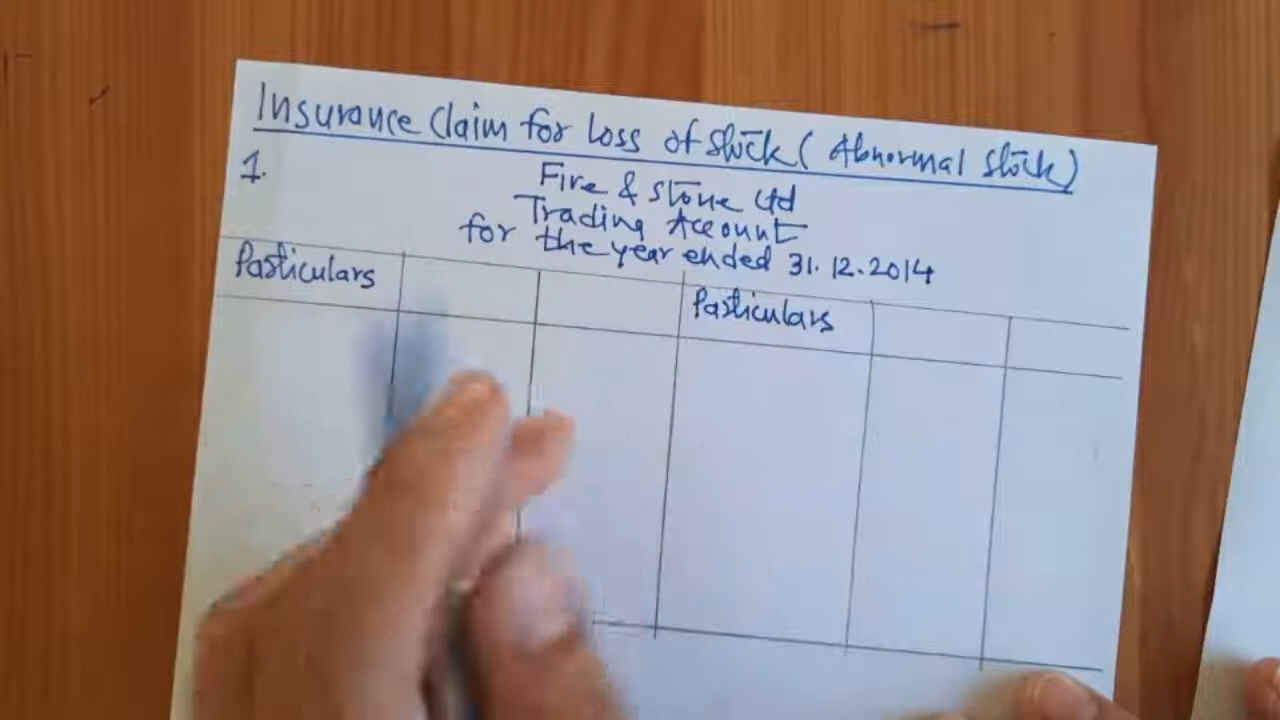 Insurance Claim for Loss of Stock ( Abnormal Stock)
1.
Fire & Stone Ltd
Trading Account
for the year ended 31.12.2014
Particulars
Particulars